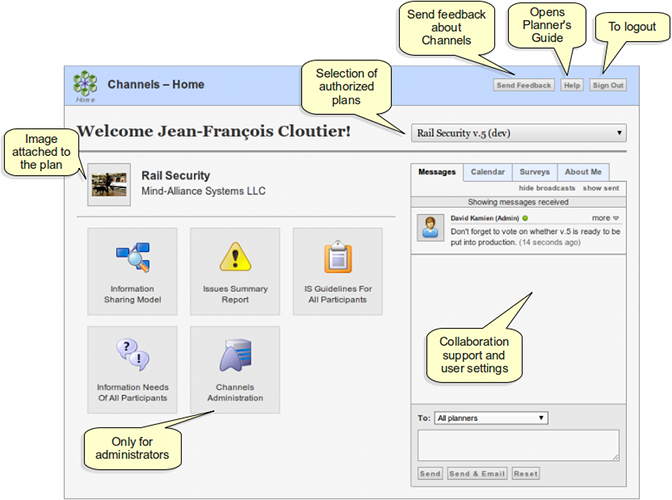 Send feedback
about
Channels
Opens
Planner's
Guide
To logout
Selection of
authorized
plans
Home
Channels – Home
Send Feedback
Help
Sign Out
Welcome Jean-François Cloutier!
Rail Security v.5 (dev)
Image
attached to
the plan
Rail Security
Mind-Alliance Systems LLC
Messages
Calendar
Surveys
About Me
hide broadcasts
show sent
Showing messages received
David Kamien (Admin)
more
Don't forget to vote on whether v.5 is ready to be
put into production. (14 seconds ago)
Information
Sharing Model
Issues Summary
Report
IS Guidelines For
All Participants
Information Needs
Of All Participants
Channels
Administration
Collaboration
support and
user settings
Only for
administrators
To: All planners
Send
Send & Email
Reset